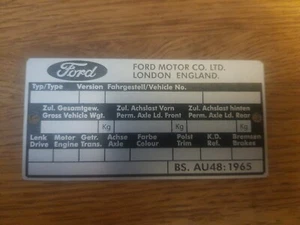 Ford
FORD MOTOR CO. LTD.
LONDON ENGLAND.
Typ/Type Version Fahrgestell/Vehicle No.
Zul. Gesamtgew. Zul. Achslast Vorn Zul. Achslast hinten
Gross Vehicle Wgt. Perm. Axle Ld. Front Perm. Axle Ld. Rear
Kg Kg Kg
Lenk Motor Getr. Achse Farbe Polst K.D. Bremsen
Drive Engine Trans. Axle Colour Trim Ref. Brakes
BS. AU48:1965